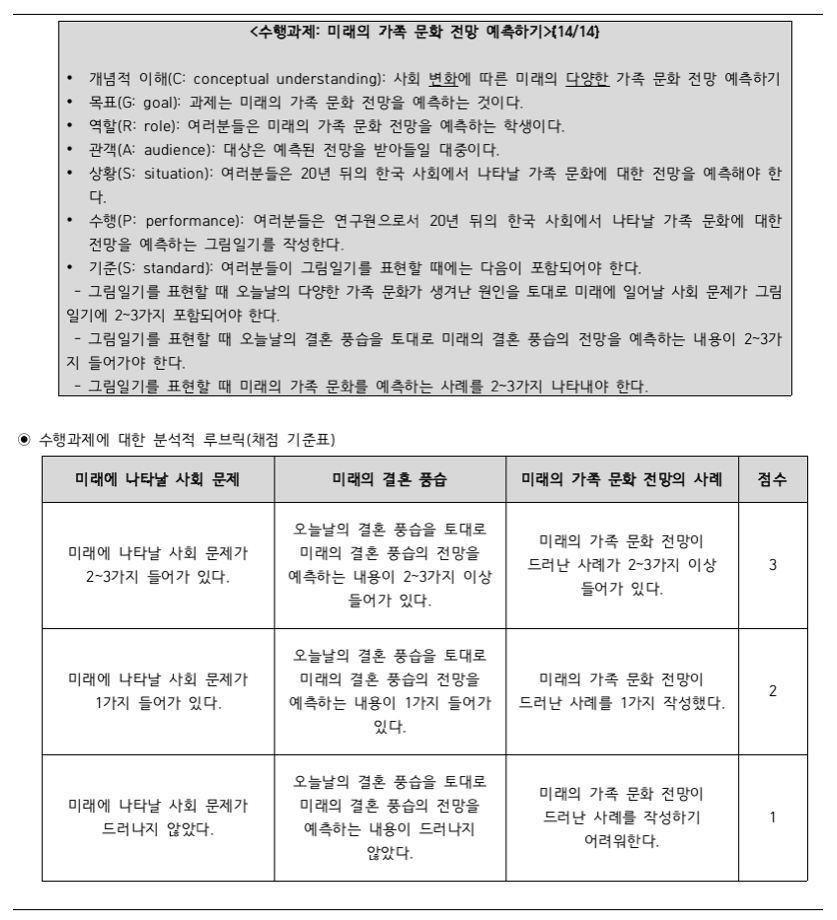 <수행과제: 미래의 가족 문화 전망 예측하기>{14/14}
• 개념적 이해(C: conceptual understanding): 사회 변화에 따른 미래의 다양한 가족 문화 전망 예측하기
• 목표(G: goal): 과제는 미래의 가족 문화 전망을 예측하는 것이다.
• 역할(R: role): 여러분들은 미래의 가족 문화 전망을 예측하는 학생이다.
• 관객(A: audience): 대상은 예측된 전망을 받아들일 대중이다.
• 상황(S: situation): 여러분들은 20년 뒤의 한국 사회에서 나타날 가족 문화에 대한 전망을 예측해야 한
다.
• 수행(P: performance): 여러분들은 연구원으로서 20년 뒤의 한국 사회에서 나타날 가족 문화에 대한
전망을 예측하는 그림일기를 작성한다.
• 기준(S: standard): 여러분들이 그림일기를 표현할 때에는 다음이 포함되어야 한다.
- 그림일기를 표현할 때 오늘날의 다양한 가족 문화가 생겨난 원인을 토대로 미래에 일어날 사회 문제가 그림
일기에 2~3가지 포함되어야 한다.
- 그림일기를 표현할 때 오늘날의 결혼 풍습을 토대로 미래의 결혼 풍습의 전망을 예측하는 내용이 2~3가
지 들어가야 한다.
- 그림일기를 표현할 때 미래의 가족 문화를 예측하는 사례를 2~3가지 나타내야 한다.
◉ 수행과제에 대한 분석적 루브릭(채점 기준표)
미래에 나타날 사회 문제
미래의 결혼 풍습
미래의 가족 문화 전망의 사례
점수
미래에 나타날 사회 문제가
2~3가지 들어가 있다.
오늘날의 결혼 풍습을 토대로
미래의 결혼 풍습의 전망을
예측하는 내용이 2~3가지 이상
들어가 있다.
미래의 가족 문화 전망이
드러난 사례가 2~3가지 이상
들어가 있다.
3
미래에 나타날 사회 문제가
1가지 들어가 있다.
오늘날의 결혼 풍습을 토대로
미래의 결혼 풍습의 전망을
예측하는 내용이 1가지 들어가
있다.
미래의 가족 문화 전망이
드러난 사례를 1가지 작성했다.
2
미래에 나타날 사회 문제가
드러나지 않았다.
오늘날의 결혼 풍습을 토대로
미래의 결혼 풍습의 전망을
예측하는 내용이 드러나지
않았다.
미래의 가족 문화 전망이
드러난 사례를 작성하기
어려워한다.
1